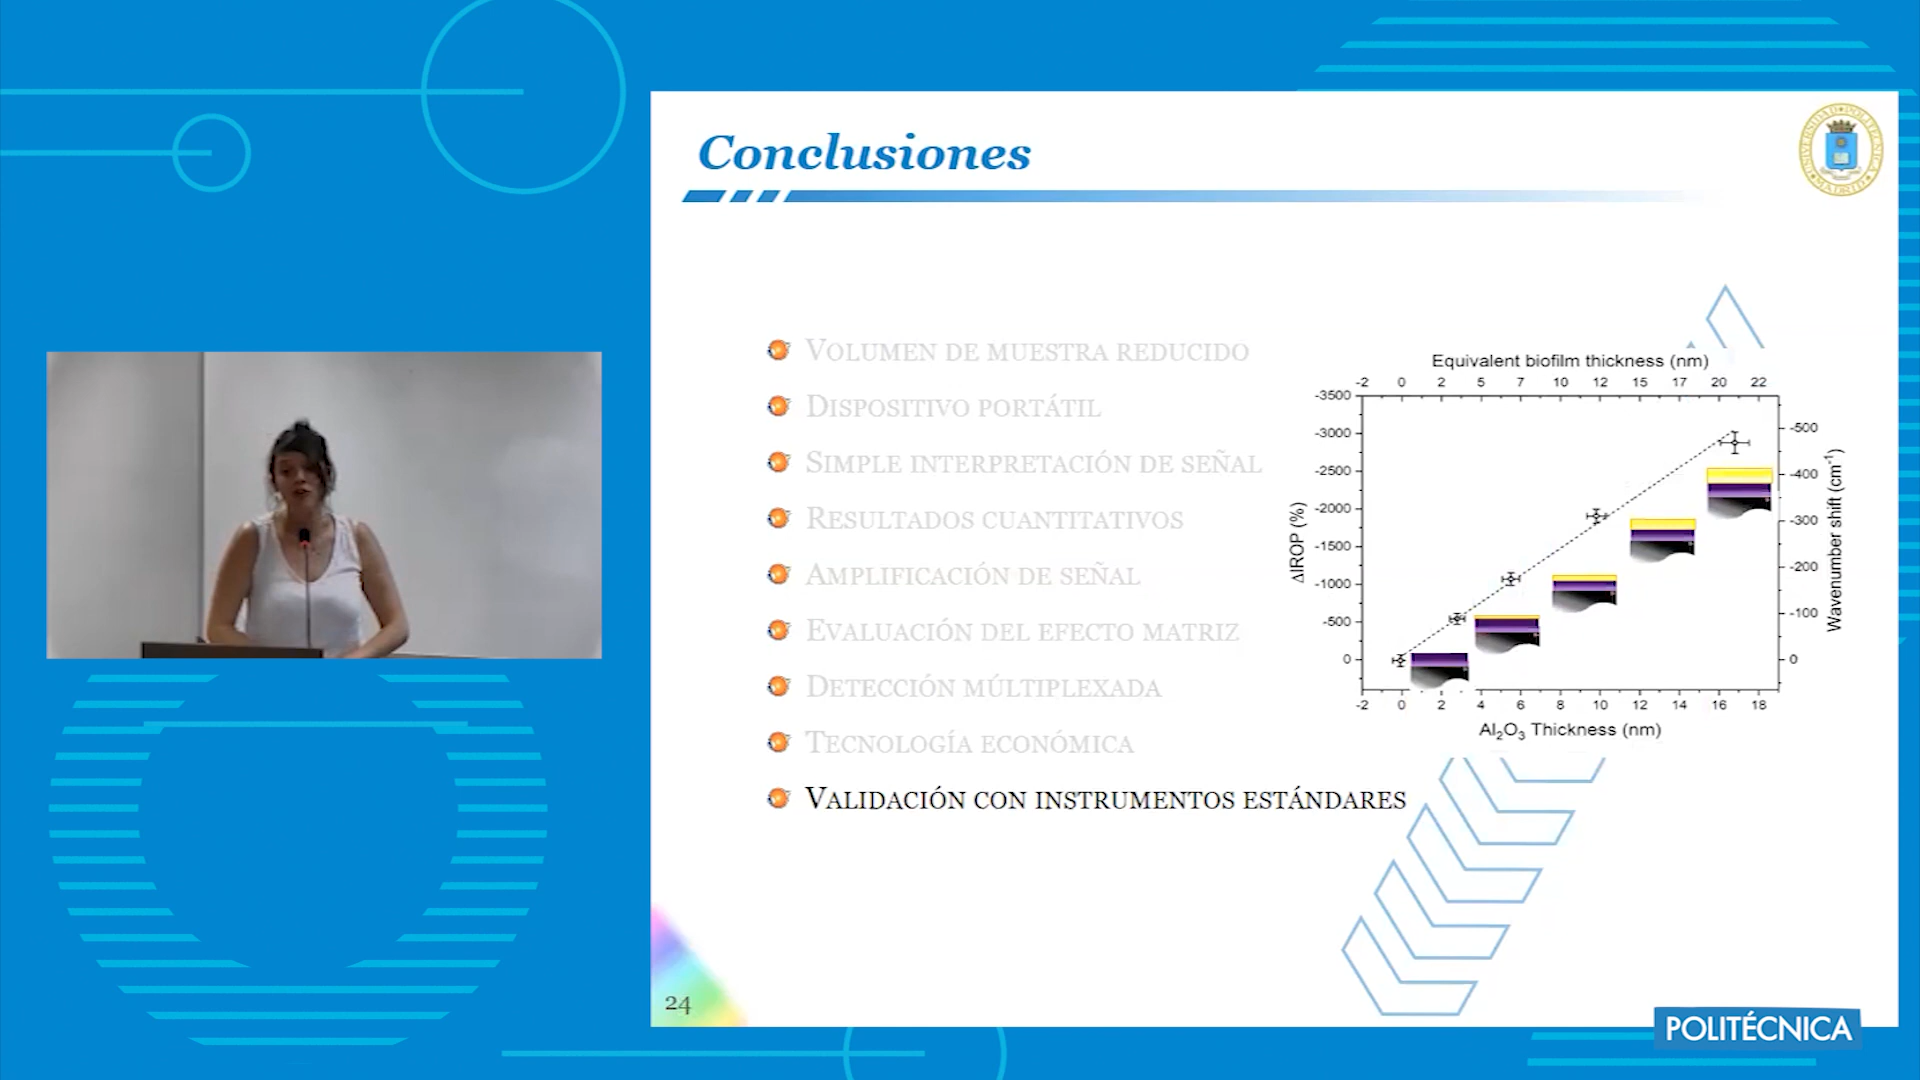 Conclusiones
UNIVERSIDAD POLITÉCNICA MADRID
VOLUMEN DE MUESTRA REDUCIDO
DISPOSITIVO PORTÁTIL
SIMPLE INTERPRETACIÓN DE SEÑAL
RESULTADOS CUANTITATIVOS
AMPLIFICACIÓN DE SEÑAL
EVALUACIÓN DEL EFECTO MATRIZ
DETECCIÓN MÚLTIPLEXADA
TECNOLOGÍA ECONÓMICA
VALIDACIÓN CON INSTRUMENTOS ESTÁNDARES
Equivalent biofilm thickness (nm)
-2 0 2 5 7 10 12 15 17 20 22
-3500
-3000
-2500
-2000
-1500
-1000
-500
0
ΔIROP (%)
-500
-400
-300
-200
-100
0
Wavenumber shift (cm⁻¹)
-2 0 2 4 6 8 10 12 14 16 18
Al₂O₃ Thickness (nm)
24
POLITÉCNICA